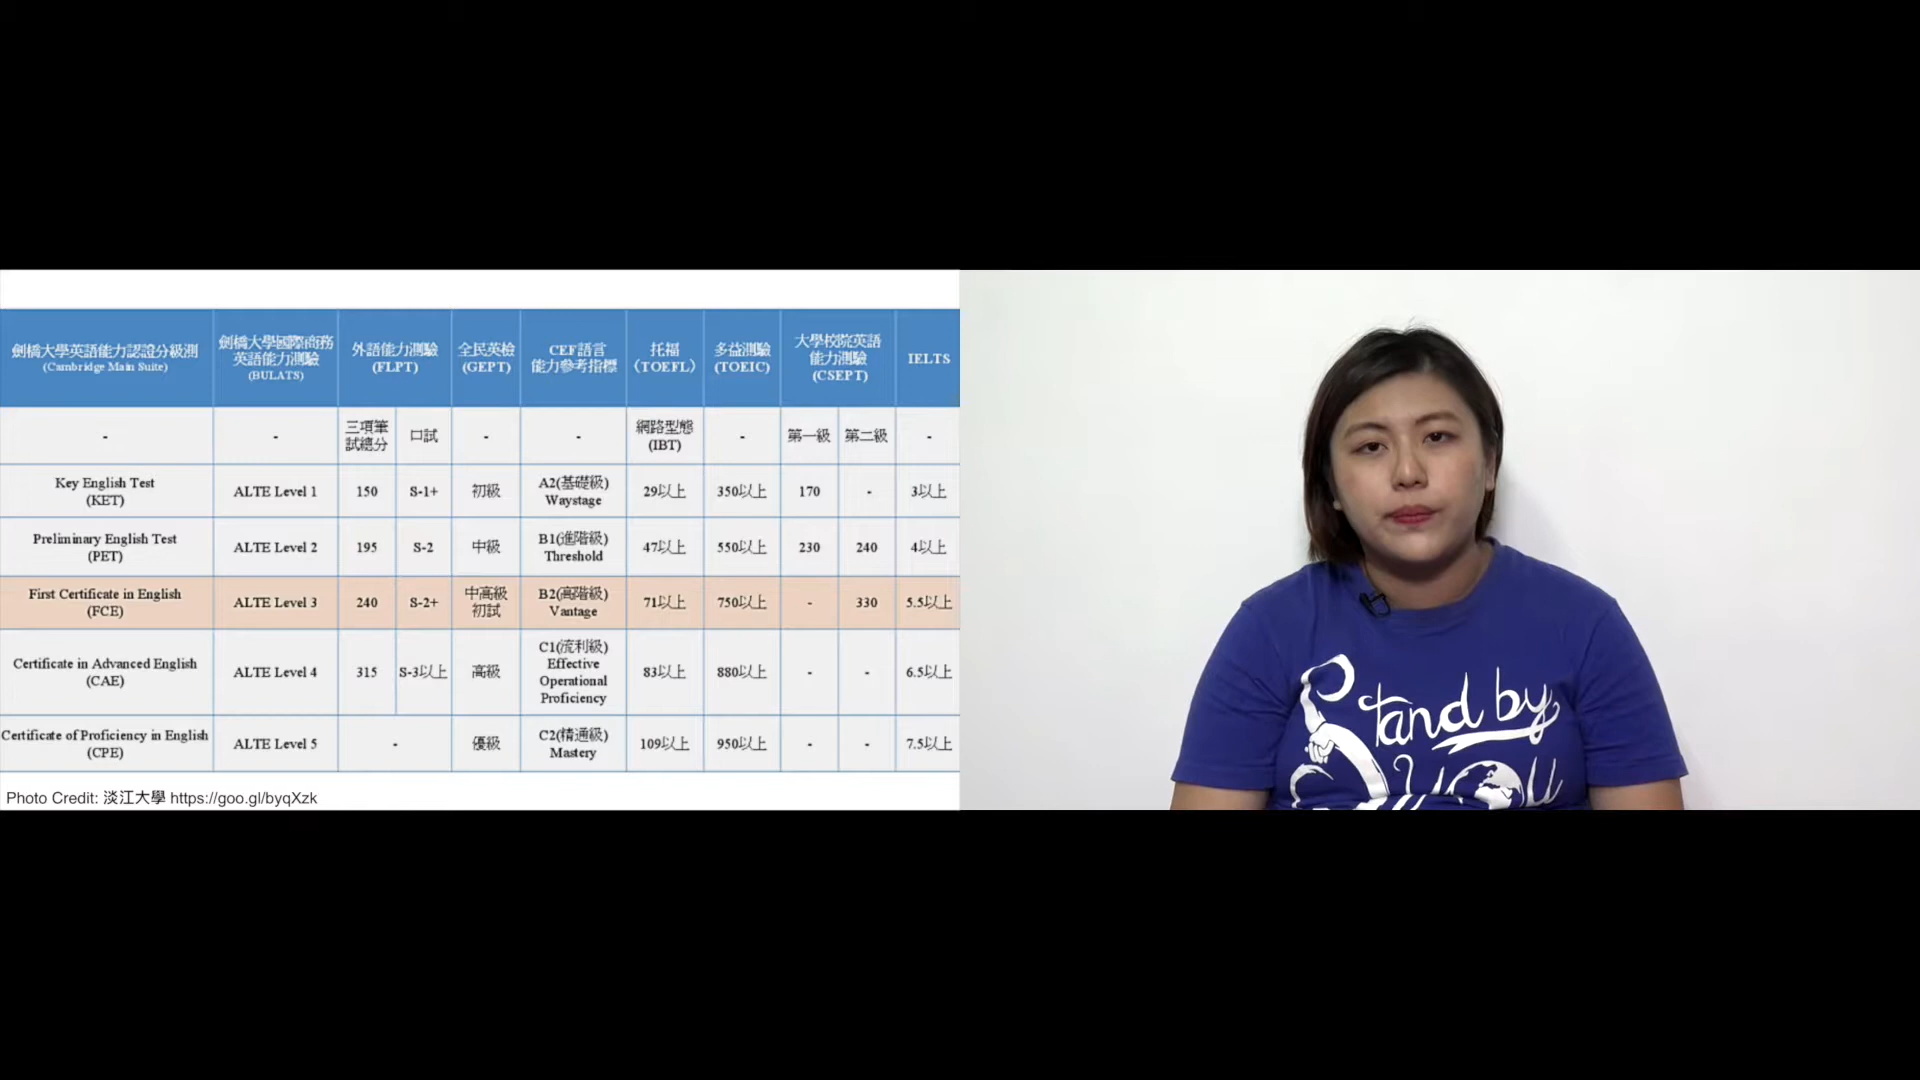 劍橋大學英語能力認證分級測
(Cambridge Main Suite)
劍橋大學國際商務
英語能力測驗
(BULATS)
外語能力測驗
(FLPT)
全民英檢
(GEPT)
CEF語言
能力參考指標
托福
(TOEFL)
多益測驗
(TOEIC)
大學校院英語
能力測驗
(CSEPT)
IELTS
-
-
三項筆
試總分
口試
-
-
網路型態
(IBT)
-
第一級
第二級
-
Key English Test
(KET)
ALTE Level 1
150
S-1+
初級
A2(基礎級)
Waystage
29以上
350以上
170
-
3以上
Preliminary English Test
(PET)
ALTE Level 2
195
S-2
中級
B1(進階級)
Threshold
47以上
550以上
230
240
4以上
First Certificate in English
(FCE)
ALTE Level 3
240
S-2+
中高級
初試
B2(高階級)
Vantage
71以上
750以上
-
330
5.5以上
Certificate in Advanced English
(CAE)
ALTE Level 4
315
S-3以上
高級
C1(流利級)
Effective
Operational
Proficiency
83以上
880以上
-
-
6.5以上
Certificate of Proficiency in English
(CPE)
ALTE Level 5
-
優級
C2(精通級)
Mastery
109以上
950以上
-
-
7.5以上
Photo Credit: 淡江大學 https://goo.gl/byqXzk
Stand by
you